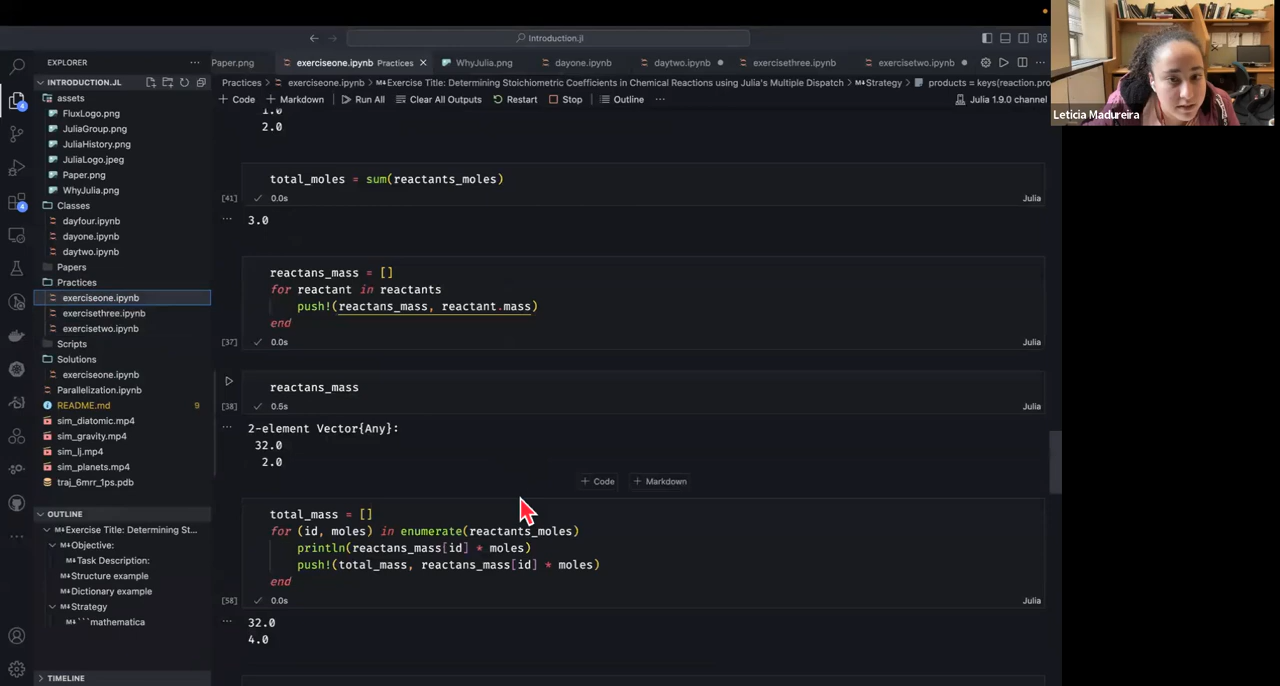 Introduction.jl
EXPLORER
Paper.png
exerciseone.ipynb Practices
WhyJulia.png
dayone.ipynb
daytwo.ipynb
exercisethree.ipynb
exercisetwo.ipynb
INTRODUCTION.JL
Practices > exerciseone.ipynb > Exercise Title: Determining Stoichiometric Coefficients in Chemical Reactions using Julia's Multiple Dispatch > Strategy > products = keys(reaction.pro
+ Code + Markdown Run All Clear All Outputs Restart Stop Outline ... Julia 1.9.0 channel
assets
FluxLogo.png
JuliaGroup.png
JuliaHistory.png
JuliaLogo.jpeg
Paper.png
WhyJulia.png
Classes
dayfour.ipynb
dayone.ipynb
daytwo.ipynb
Papers
Practices
exerciseone.ipynb
exercisethree.ipynb
exercisetwo.ipynb
Scripts
Solutions
exerciseone.ipynb
Parallelization.ipynb
README.md 9
sim_diatomic.mp4
sim_gravity.mp4
sim_lj.mp4
sim_planets.mp4
traj_6mrr_1ps.pdb
OUTLINE
Exercise Title: Determining St...
Objective:
Task Description:
Structure example
Dictionary example
Strategy
```mathematica
TIMELINE
4
4
1.0
2.0
total_moles = sum(reactants_moles)
[41] 0.0s Julia
3.0
reactans_mass = []
for reactant in reactants
push!(reactans_mass, reactant.mass)
end
[37] 0.0s Julia
reactans_mass
[38] 0.5s Julia
2-element Vector{Any}:
32.0
2.0
+ Code + Markdown
total_mass = []
for (id, moles) in enumerate(reactants_moles)
println(reactans_mass[id] * moles)
push!(total_mass, reactans_mass[id] * moles)
end
[58] 0.0s Julia
32.0
4.0
Leticia Madureira